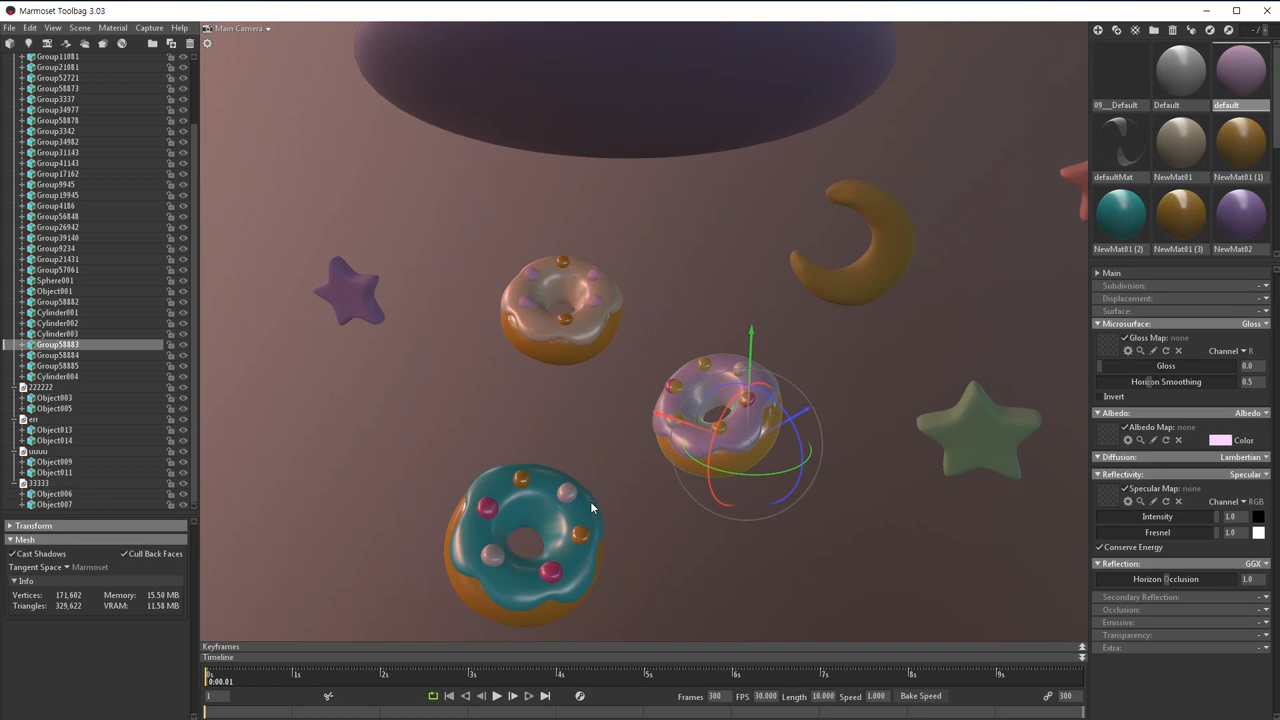 Marmoset Toolbag 3.03
File Edit View Scene Material Capture Help
Main Camera
- /
Group11081
Group21081
Group52721
Group58873
Group3337
Group34977
Group58878
Group3342
Group34982
Group31143
Group41143
Group17162
Group9945
Group19945
Group4186
Group56848
Group26942
Group39140
Group9234
Group21431
Group57061
Sphere001
Object001
Group58882
Cylinder001
Cylinder002
Cylinder003
Group58883
Group58884
Group58885
Cylinder004
222222
Object003
Object005
err
Object013
Object014
uuuu
Object009
Object011
33333
Object006
Object007
Transform
Mesh
Cast Shadows Cull Back Faces
Tangent Space Marmoset
Info
Vertices: 171,602 Memory: 15.50 MB
Triangles: 329,622 VRAM: 11.58 MB
09__Default Default default
defaultMat NewMat01 NewMat01 (1)
NewMat01 (2) NewMat01 (3) NewMat02
Main
Subdivision: -
Displacement: -
Surface: -
Microsurface: Gloss
Gloss Map: none
Channel R
Gloss 0.0
Horizon Smoothing 0.5
Invert
Albedo: Albedo
Albedo Map: none
Color
Diffusion: Lambertian
Reflectivity: Specular
Specular Map: none
Channel RGB
Intensity 1.0
Fresnel 1.0
Conserve Energy
Reflection: GGX
Horizon Occlusion 1.0
Secondary Reflection: -
Occlusion: -
Emissive: -
Transparency: -
Extra: -
Keyframes
Timeline
0s 1s 2s 3s 4s 5s 6s 7s 8s 9s
0:00.01
1 Frames 300 FPS 30.000 Length 10.000 Speed 1.000 Bake Speed 300